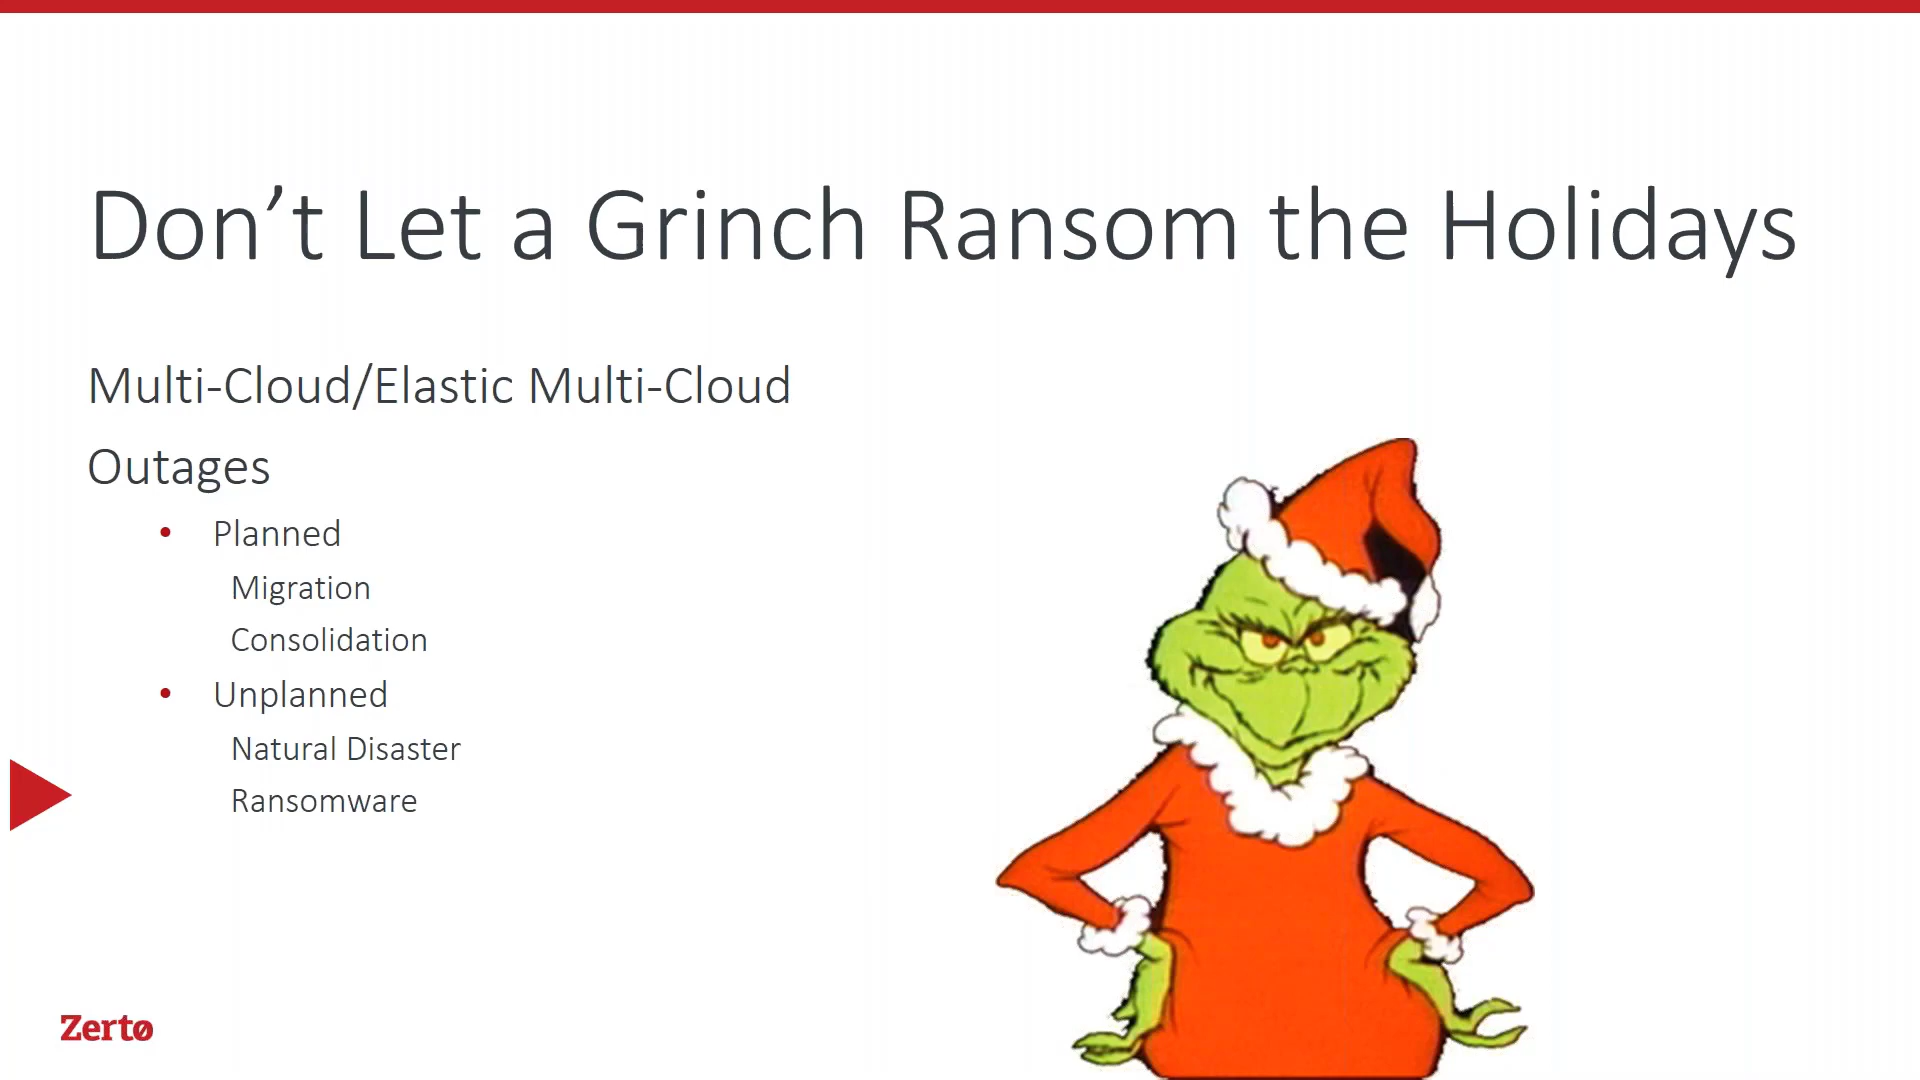 Don’t Let a Grinch Ransom the Holidays
Multi-Cloud/Elastic Multi-Cloud
Outages
• Planned
Migration
Consolidation
• Unplanned
Natural Disaster
Ransomware
Zerto